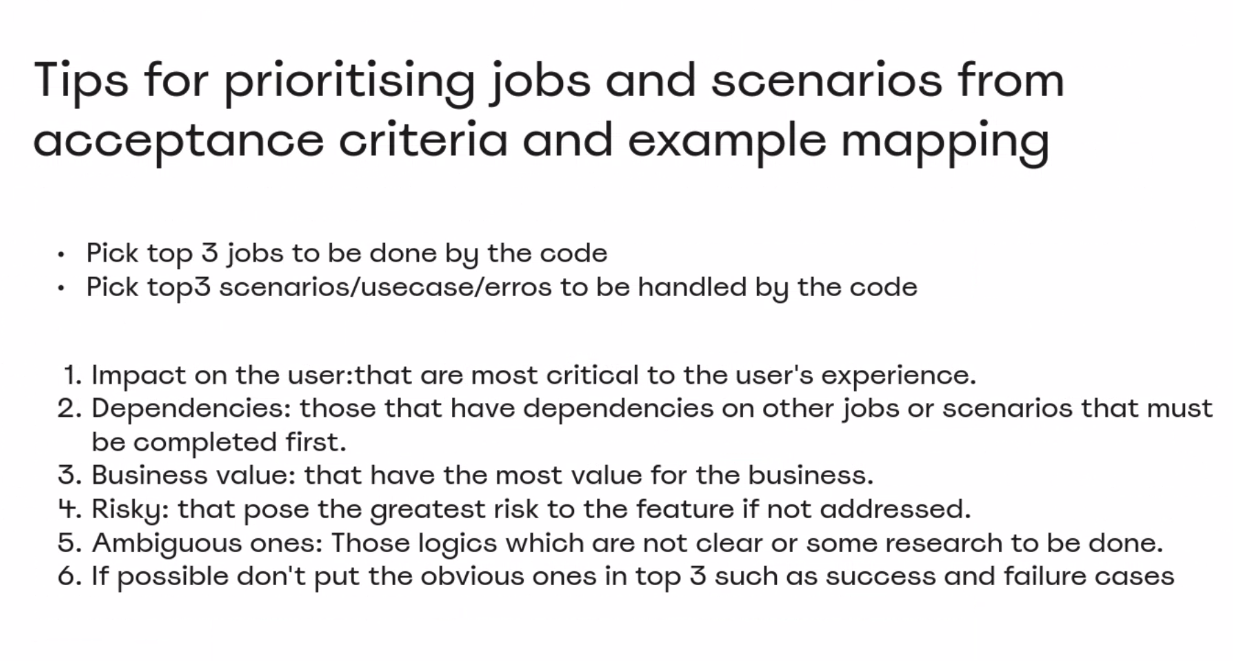 Tips for prioritising jobs and scenarios from
acceptance criteria and example mapping
• Pick top 3 jobs to be done by the code
• Pick top3 scenarios/usecase/erros to be handled by the code
1. Impact on the user:that are most critical to the user's experience.
2. Dependencies: those that have dependencies on other jobs or scenarios that must
be completed first.
3. Business value: that have the most value for the business.
4. Risky: that pose the greatest risk to the feature if not addressed.
5. Ambiguous ones: Those logics which are not clear or some research to be done.
6. If possible don't put the obvious ones in top 3 such as success and failure cases